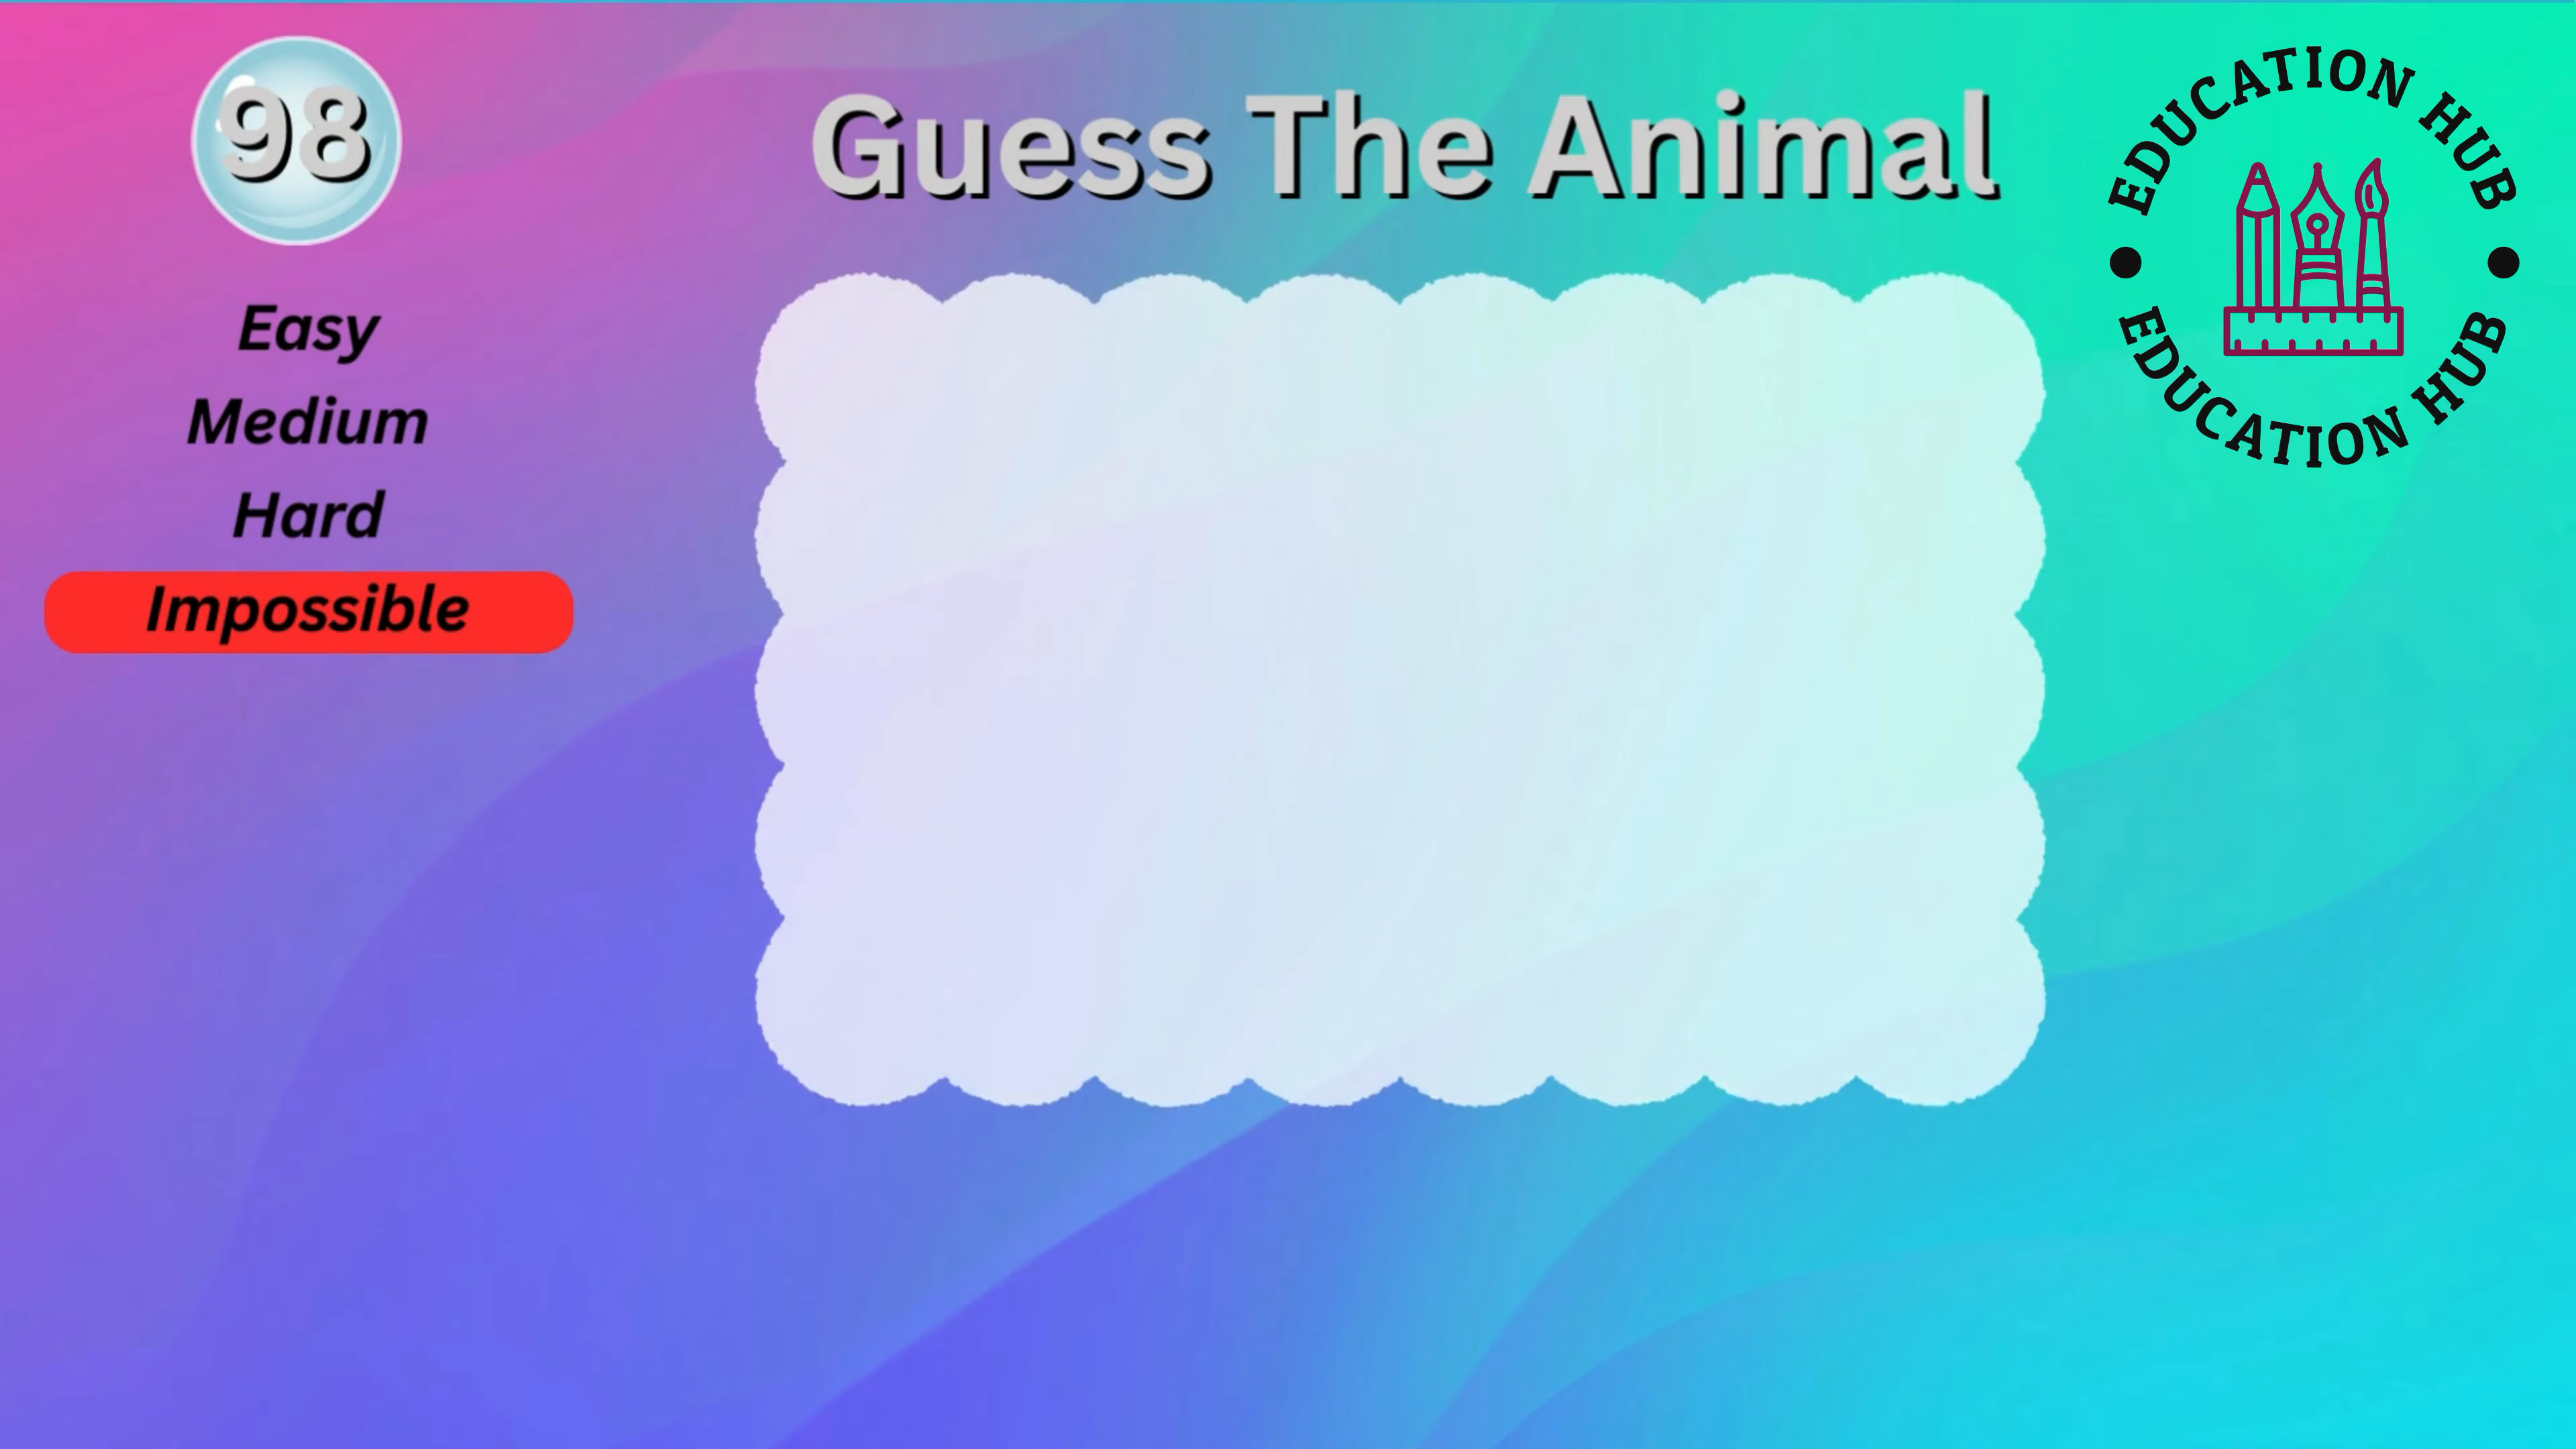 98
Guess The Animal
Easy
Medium
Hard
Impossible
EDUCATION HUB
EDUCATION HUB